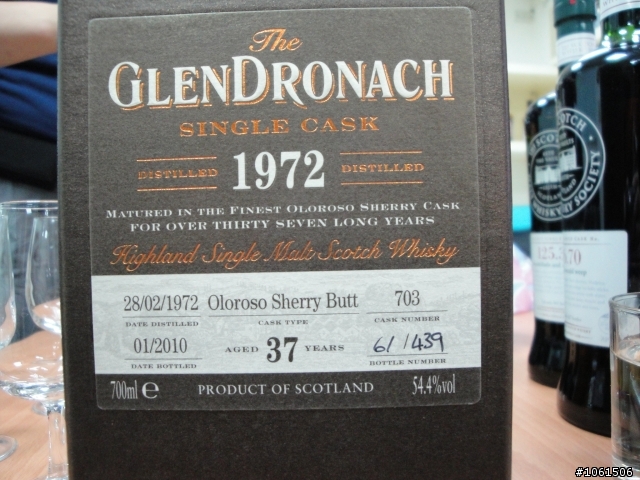 The
GLENDRONACH
SINGLE CASK
DISTILLED 1972 DISTILLED
MATURED IN THE FINEST OLOROSO SHERRY CASK
FOR OVER THIRTY SEVEN LONG YEARS
Highland Single Malt Scotch Whisky
28/02/1972 Oloroso Sherry Butt 703
DATE DISTILLED CASK TYPE CASK NUMBER
01/2010 AGED 37 YEARS 61/439
DATE BOTTLED BOTTLE NUMBER
700ml e PRODUCT OF SCOTLAND 54.4%vol
SCOTCH
WHISKY SOCIETY
125.
70
#1061506